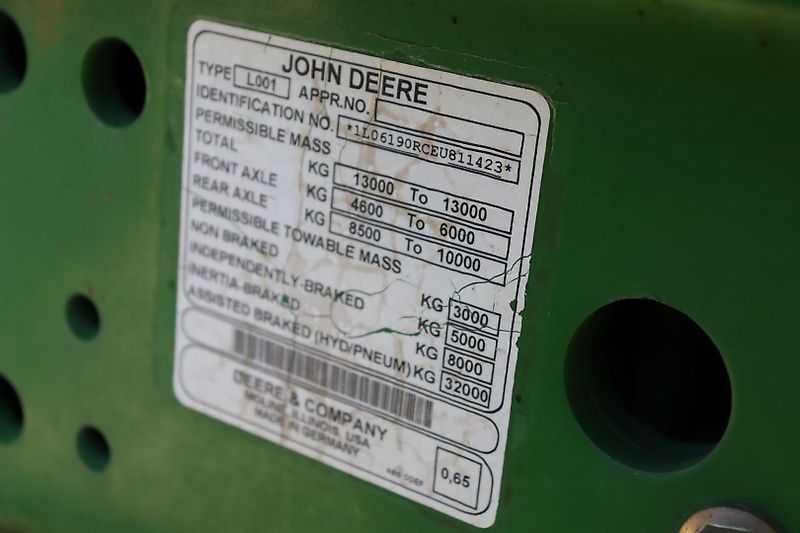 JOHN DEERE
TYPE L001 APPR.NO.
IDENTIFICATION NO. *1L06190RCEU811423*
PERMISSIBLE MASS
TOTAL KG 13000 To 13000
FRONT AXLE KG 4600 To 6000
REAR AXLE KG 8500 To 10000
PERMISSIBLE TOWABLE MASS
NON BRAKED KG 3000
INDEPENDENTLY-BRAKED KG 5000
INERTIA-BRAKED KG 8000
ASSISTED BRAKED (HYD/PNEUM) KG 32000
DEERE & COMPANY
MOLINE, ILLINOIS, USA
MADE IN GERMANY
0,65